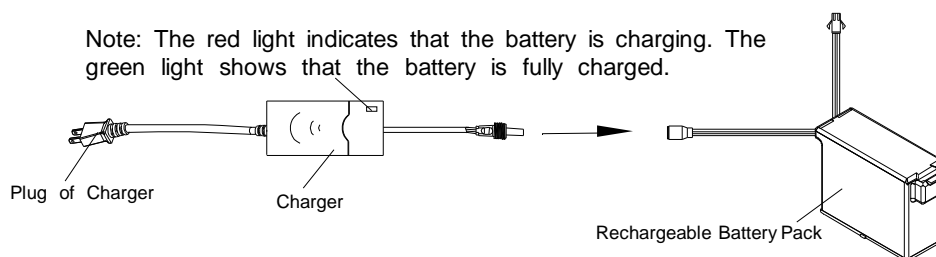 Note: The red light indicates that the battery is charging. The
green light shows that the battery is fully charged.
Plug of Charger
Charger
Rechargeable Battery Pack